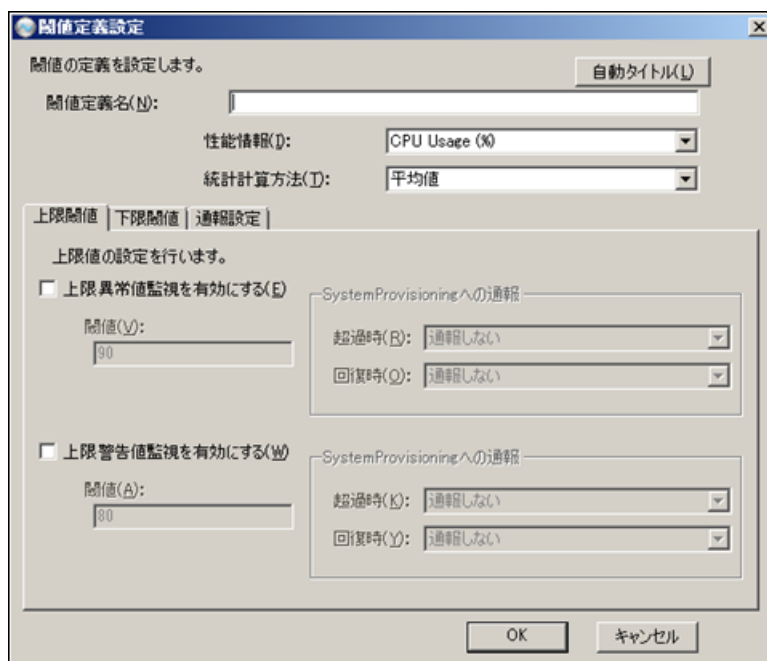 閾値定義設定
閾値の定義を設定します。
自動タイトル(L)
閾値定義名(N):
性能情報(I):
CPU Usage (%)
統計計算方法(T):
平均値
上限閾値
下限閾値
通報設定
上限値の設定を行います。
上限異常値監視を有効にする(E)
SystemProvisioningへの通報
閾値(V):
90
超過時(R):
通報しない
回復時(O):
通報しない
上限警告値監視を有効にする(W)
SystemProvisioningへの通報
閾値(A):
80
超過時(K):
通報しない
回復時(Y):
通報しない
OK
キャンセル